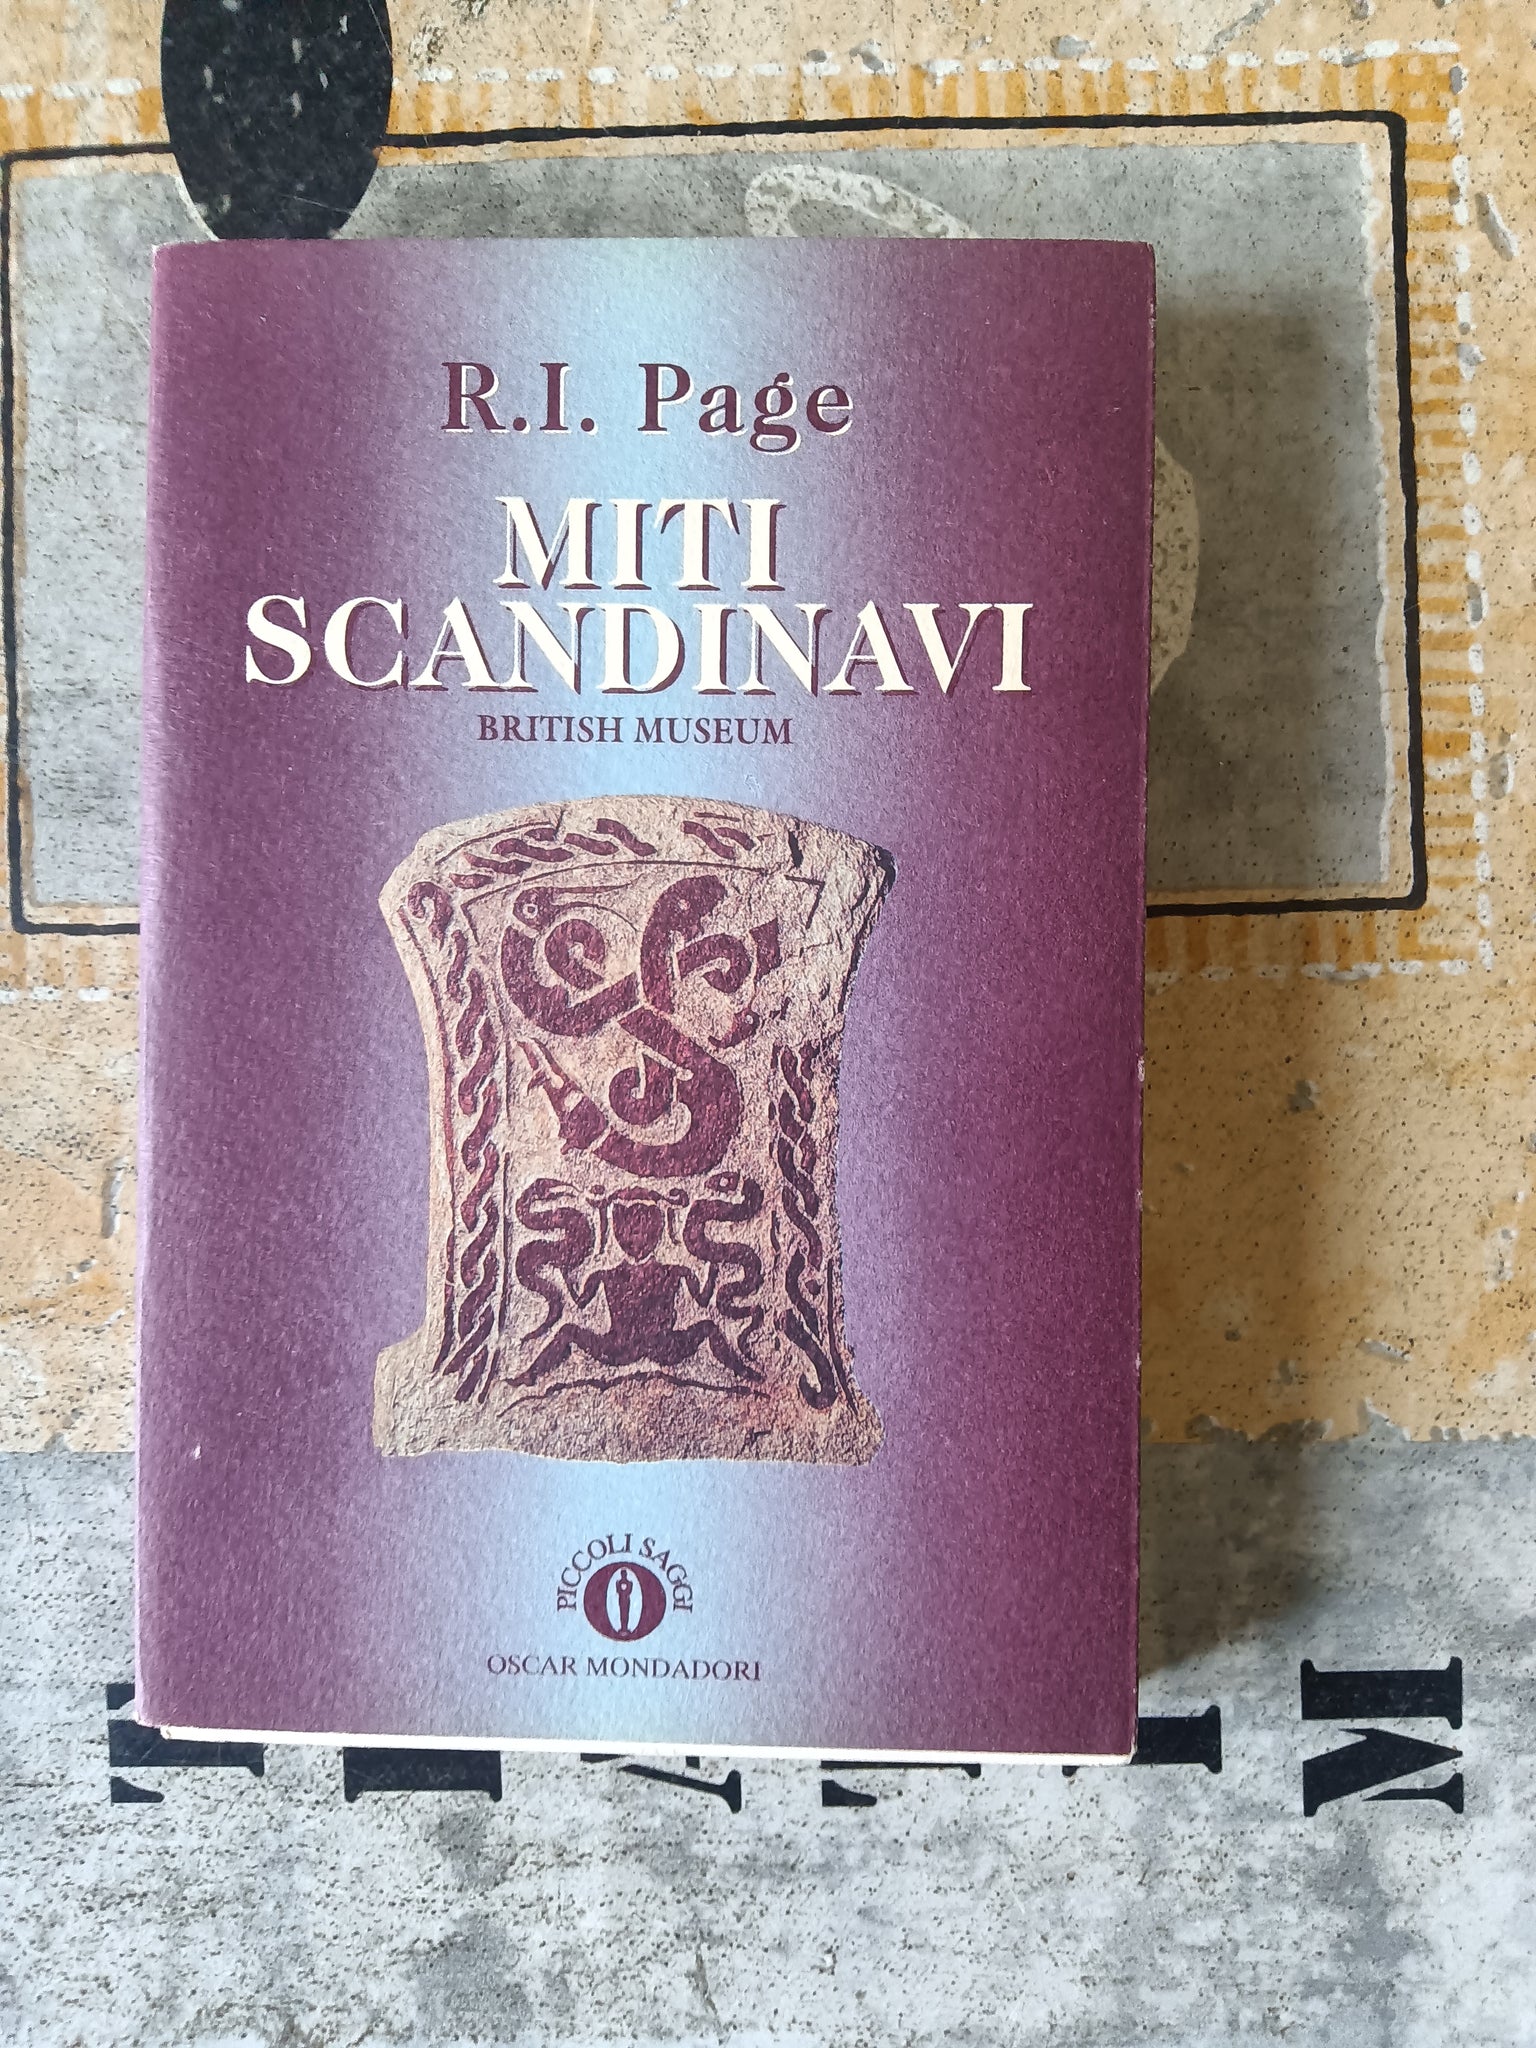 R.I. Page
MITI
SCANDINAVI
BRITISH MUSEUM
PICCOLI SAGGI
OSCAR MONDADORI